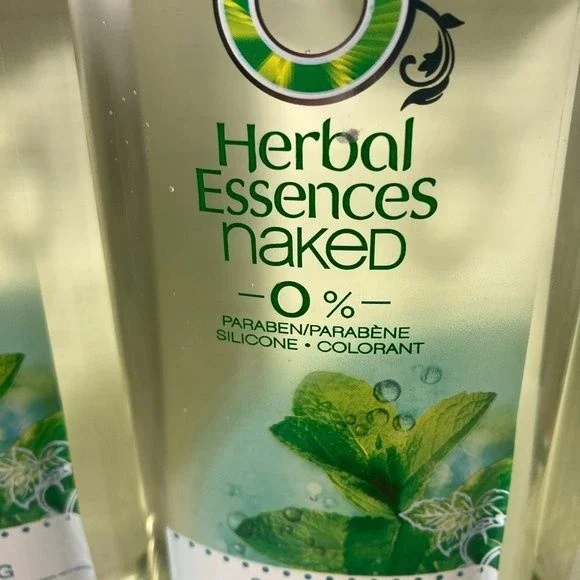 Herbal
Essences
naked
0 %
PARABEN/PARABÈNE
SILICONE • COLORANT
G